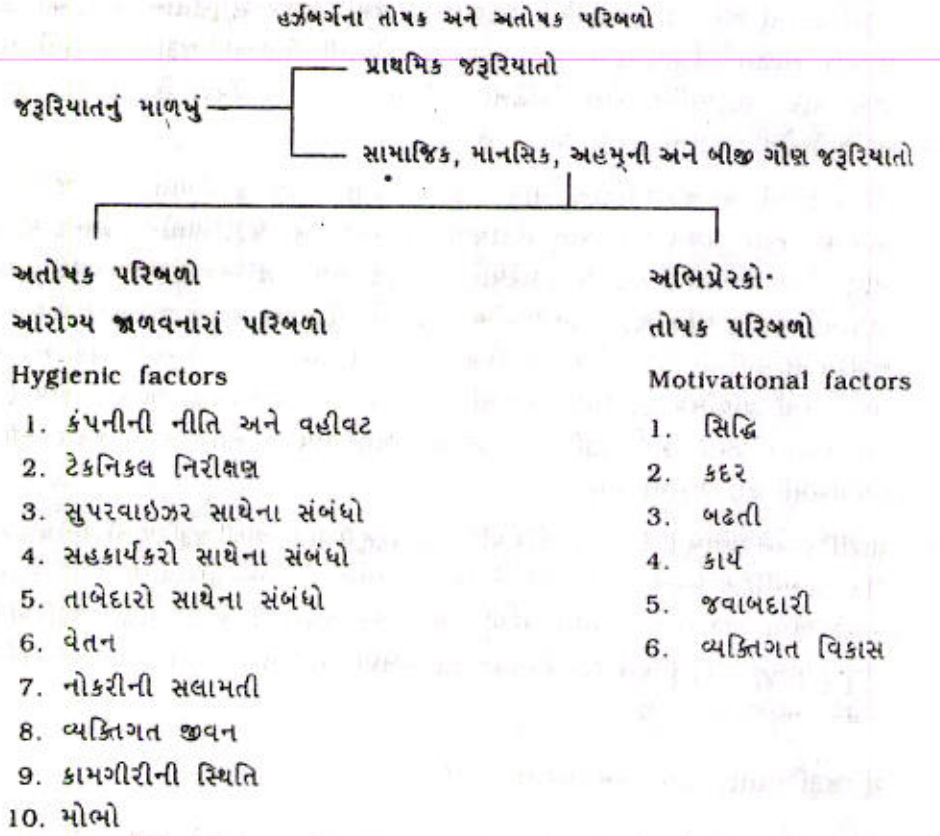 હર્ઝબર્ગના તોષક અને અતોષક પરિબળો
પ્રાથમિક જરૂરિયાતો
જરૂરિયાતનું માળખું
સામાજિક, માનસિક, અહમ્‌ની અને બીજી ગૌણ જરૂરિયાતો
અતોષક પરિબળો
આરોગ્ય જાળવનારાં પરિબળો
Hygienic factors
1. કંપનીની નીતિ અને વહીવટ
2. ટેકનિકલ નિરીક્ષણ
3. સુપરવાઇઝર સાથેના સંબંધો
4. સહકાર્યકરો સાથેના સંબંધો
5. તાબેદારો સાથેના સંબંધો
6. વેતન
7. નોકરીની સલામતી
8. વ્યક્તિગત જીવન
9. કામગીરીની સ્થિતિ
10. મોભો
અભિપ્રેરકો
તોષક પરિબળો
Motivational factors
1. સિદ્ધિ
2. કદર
3. બઢતી
4. કાર્ય
5. જવાબદારી
6. વ્યક્તિગત વિકાસ